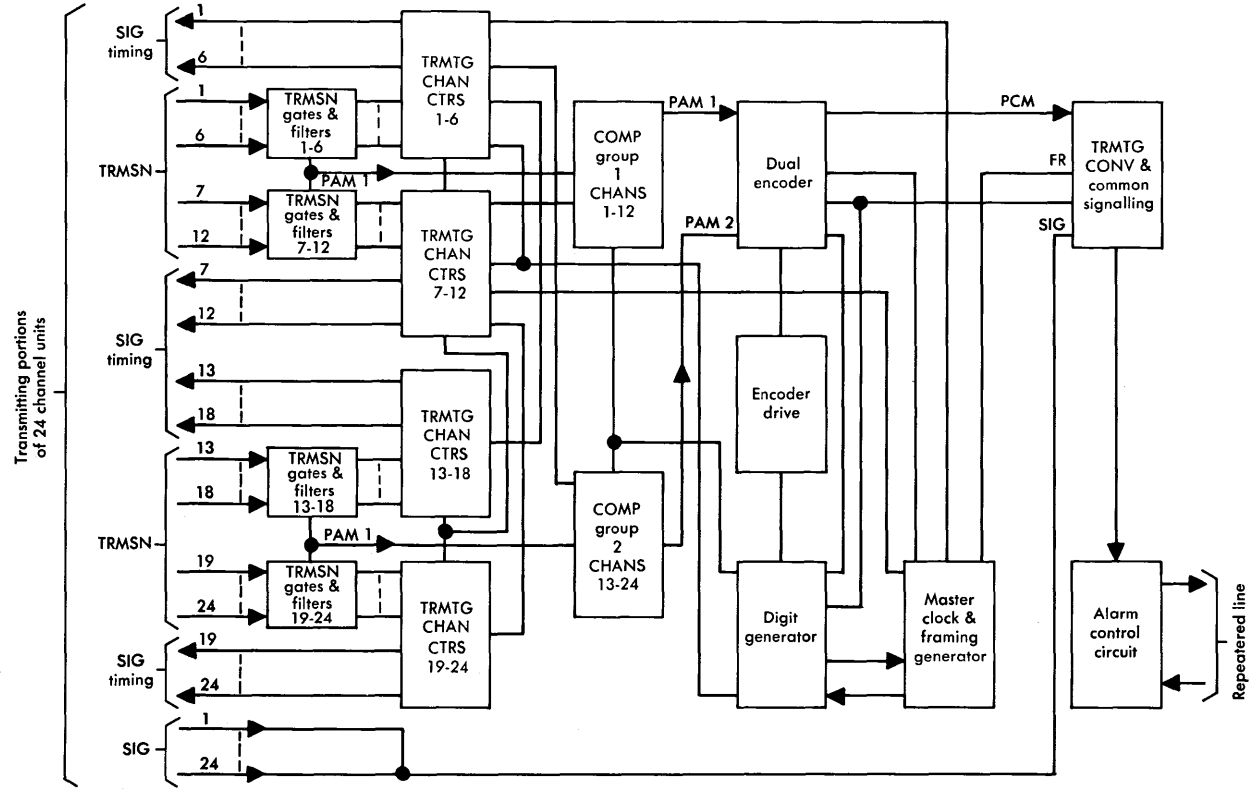 Transmitting portions
of 24 channel units
SIG
timing
1
6
TRMSN
1
6
7
12
SIG
timing
7
12
13
18
TRMSN
13
18
19
24
SIG
timing
19
24
SIG
1
24
TRMSN
gates &
filters
1-6
PAM 1
TRMSN
gates &
filters
7-12
TRMSN
gates &
filters
13-18
PAM 1
TRMSN
gates &
filters
19-24
TRMTG
CHAN
CTRS
1-6
TRMTG
CHAN
CTRS
7-12
TRMTG
CHAN
CTRS
13-18
TRMTG
CHAN
CTRS
19-24
COMP
group
1
CHANS
1-12
COMP
group
2
CHANS
13-24
PAM 1
PAM 2
Dual
encoder
Encoder
drive
Digit
generator
Master
clock &
framing
generator
PCM
FR
SIG
TRMTG
CONV &
common
signalling
Alarm
control
circuit
Repeatered line